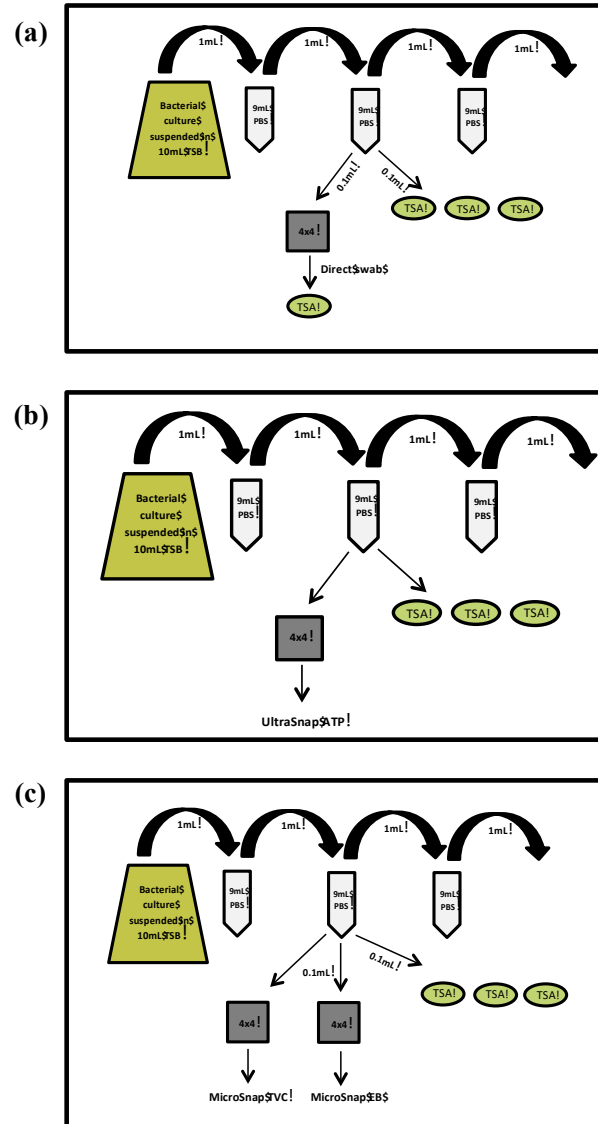 (a)
1mL!
1mL!
1mL!
1mL!
Bacterial$
culture$
suspended$n$
10mL$TSB!
9mL$
PBS!
9mL$
PBS!
9mL$
PBS!
0.1mL!
0.1mL!
4x4!
TSA!
TSA!
TSA!
Direct$swab$
TSA!
(b)
1mL!
1mL!
1mL!
1mL!
Bacterial$
culture$
suspended$n$
10mL$TSB!
9mL$
PBS!
9mL$
PBS!
9mL$
PBS!
4x4!
TSA!
TSA!
TSA!
UltraSnap$ATP!
(c)
1mL!
1mL!
1mL!
1mL!
Bacterial$
culture$
suspended$n$
10mL$TSB!
9mL$
PBS!
9mL$
PBS!
9mL$
PBS!
0.1mL!
0.1mL!
4x4!
4x4!
TSA!
TSA!
TSA!
MicroSnap$TVC!
MicroSnap$EB$